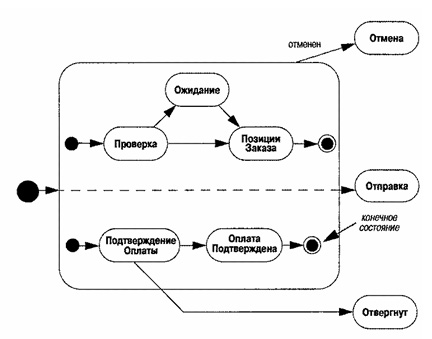 Отмена
отменен
Ожидание
Проверка
Позиции
Заказа
Отправка
конечное
состояние
Подтверждение
Оплаты
Оплата
Подтверждена
Отвергнут